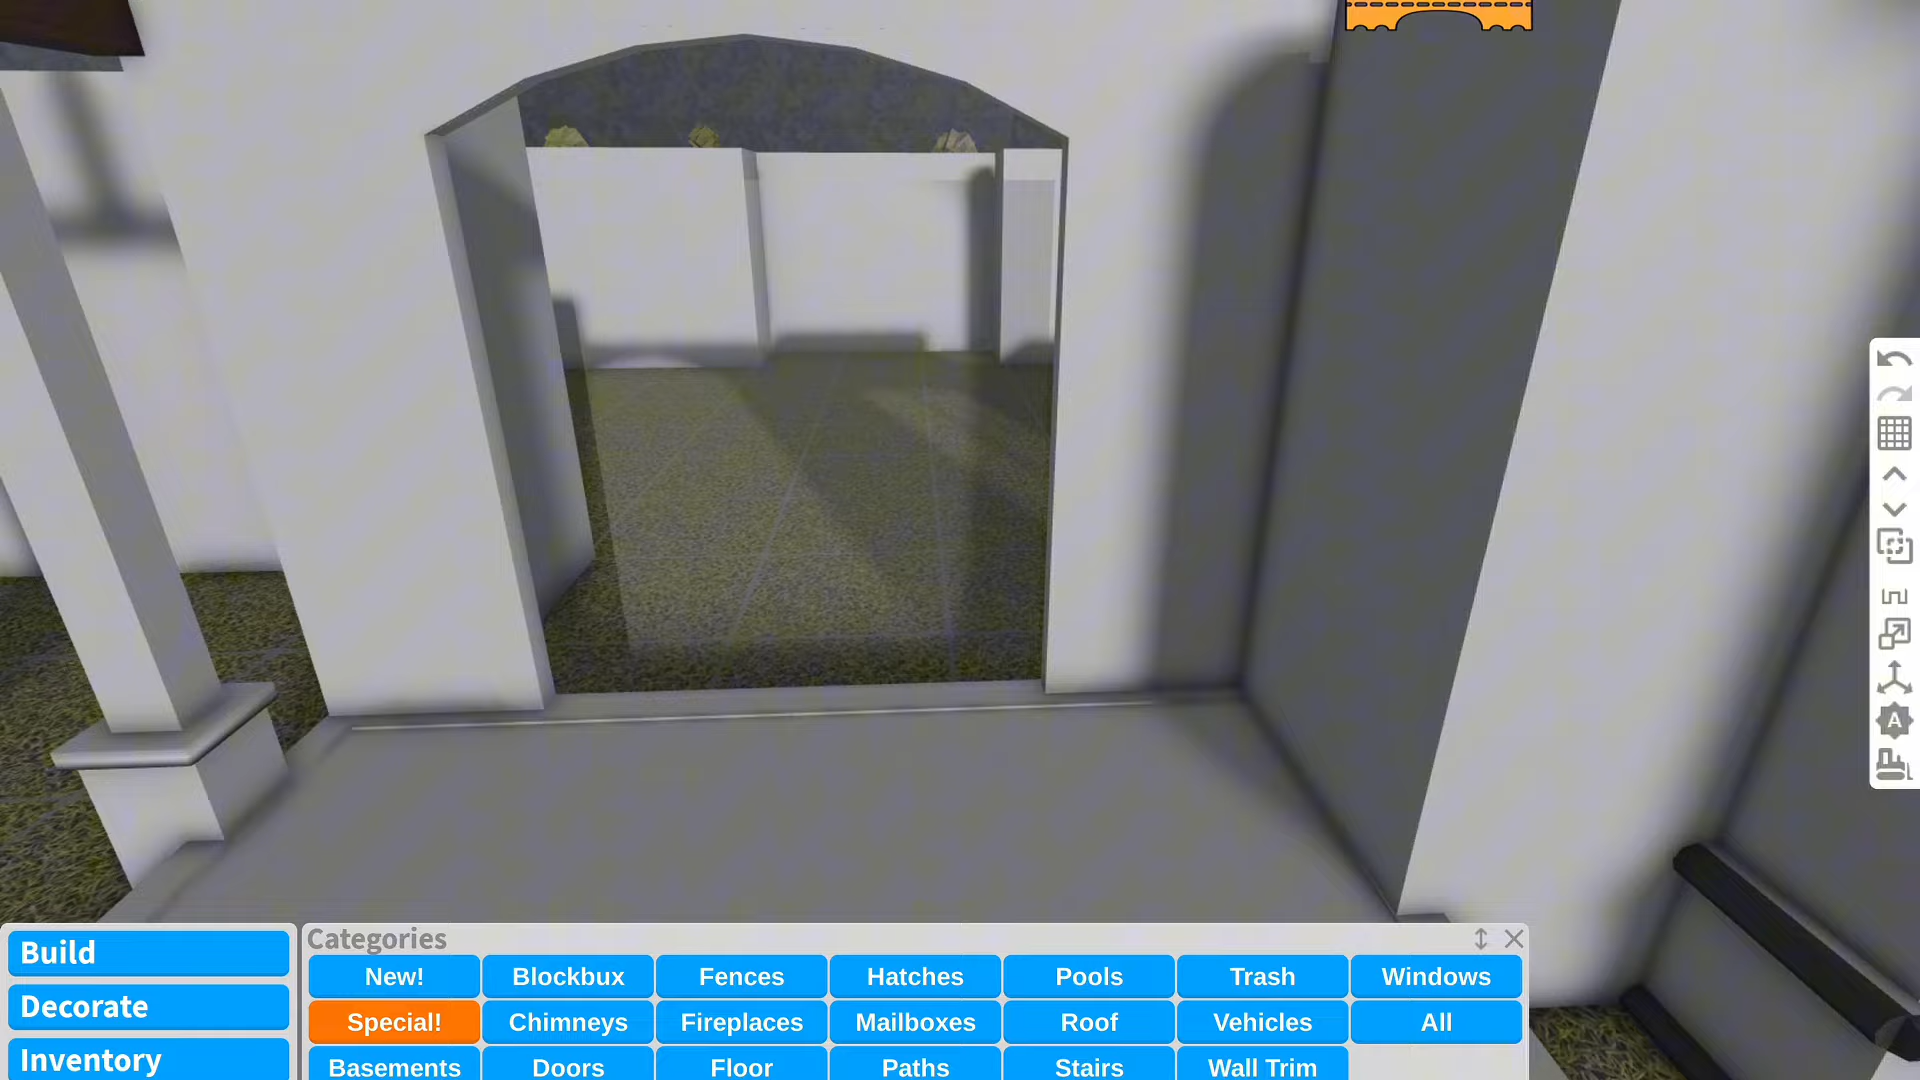 Build
Decorate
Inventory
Categories
New! Blockbux Fences Hatches Pools Trash Windows
Special! Chimneys Fireplaces Mailboxes Roof Vehicles All
Basements Doors Floor Paths Stairs Wall Trim
A